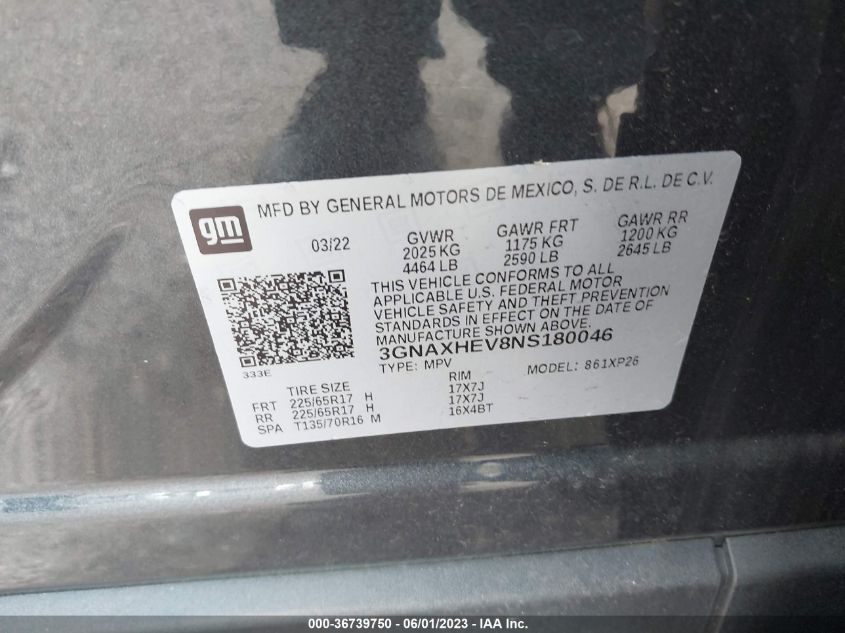 MFD BY GENERAL MOTORS DE MEXICO, S. DE R.L. DE C.V.
gm
03/22
GVWR GAWR FRT GAWR RR
2025 KG 1175 KG 1200 KG
4464 LB 2590 LB 2645 LB
THIS VEHICLE CONFORMS TO ALL
APPLICABLE U.S. FEDERAL MOTOR
VEHICLE SAFETY AND THEFT PREVENTION
STANDARDS IN EFFECT ON THE DATE OF
MANUFACTURE SHOWN ABOVE.
3GNAXHEV8NS180046
TYPE: MPV MODEL: 861XP26
333E
TIRE SIZE RIM
FRT 225/65R17 H 17X7J
RR 225/65R17 H 17X7J
SPA T135/70R16 M 16X4BT
000-36739750 - 06/01/2023 - IAA Inc.